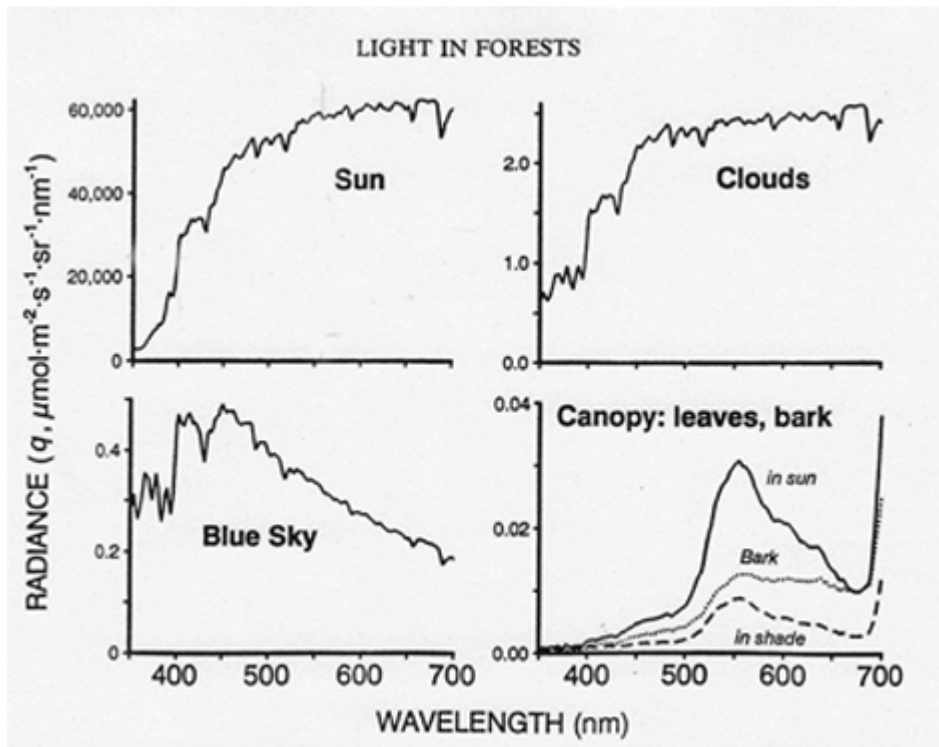 LIGHT IN FORESTS
RADIANCE (q, μmol·m⁻²·s⁻¹·sr⁻¹·nm⁻¹)
60,000
40,000
20,000
0
Sun
2.0
1.0
0.0
Clouds
0.4
0.2
0
Blue Sky
350 400 500 600 700
0.04
0.02
0.00
Canopy: leaves, bark
in sun
Bark
in shade
400 500 600 700
WAVELENGTH (nm)